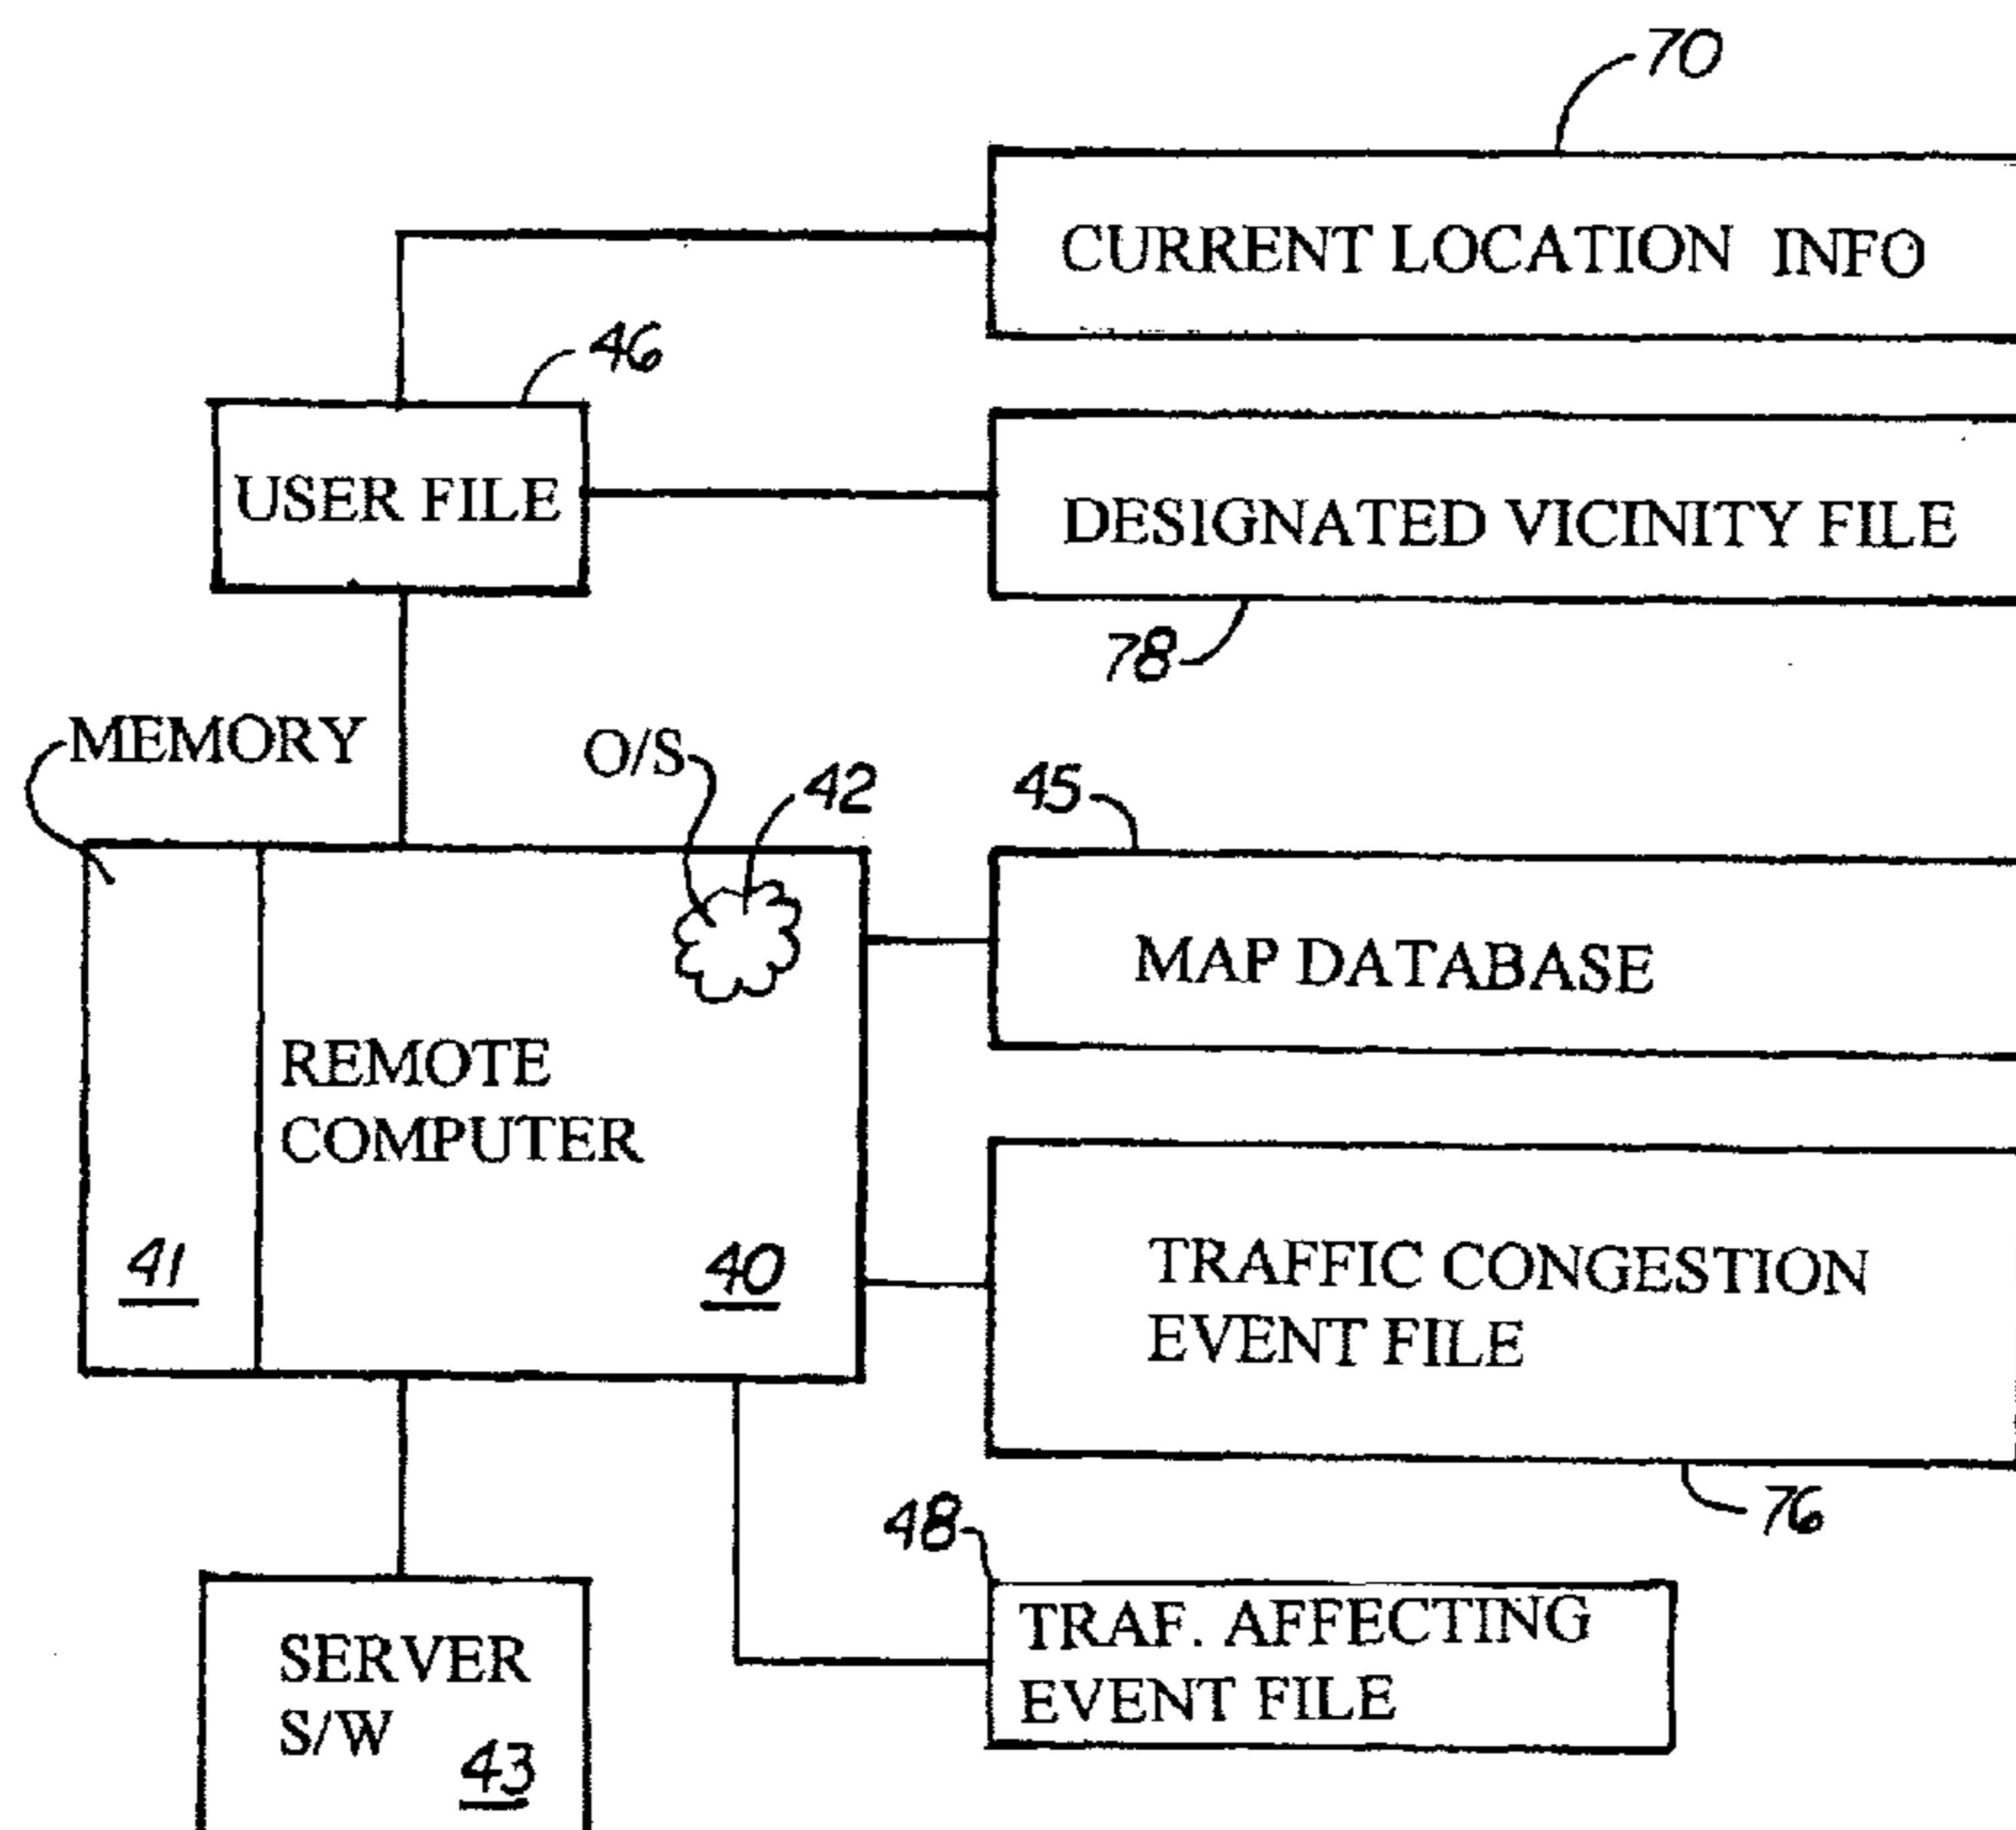 70
CURRENT LOCATION INFO
46
USER FILE
DESIGNATED VICINITY FILE
78
MEMORY
O/S
42
45
MAP DATABASE
REMOTE
COMPUTER
41
40
TRAFFIC CONGESTION
EVENT FILE
76
48
TRAF. AFFECTING
EVENT FILE
SERVER
S/W
43